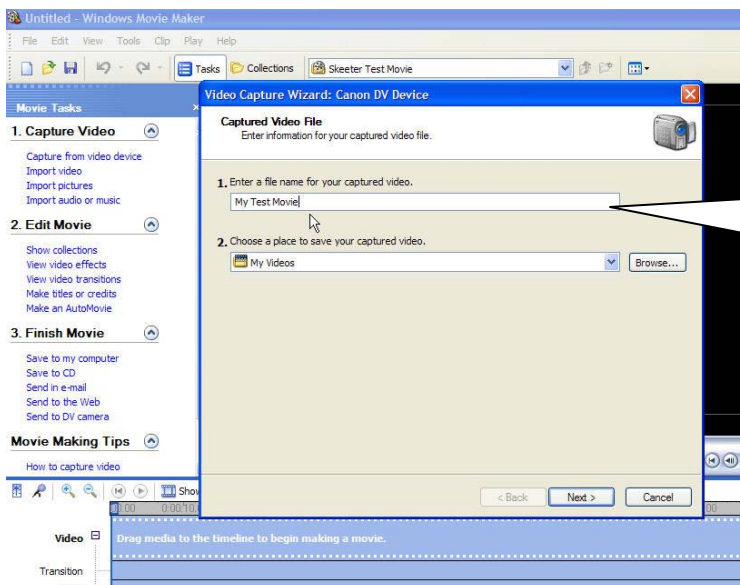 Untitled - Windows Movie Maker
File Edit View Tools Clip Play Help
Tasks Collections Skeeter Test Movie
Movie Tasks
1. Capture Video
Capture from video device
Import video
Import pictures
Import audio or music
2. Edit Movie
Show collections
View video effects
View video transitions
Make titles or credits
Make an AutoMovie
3. Finish Movie
Save to my computer
Save to CD
Send in e-mail
Send to the Web
Send to DV camera
Movie Making Tips
How to capture video
Video Capture Wizard: Canon DV Device
Captured Video File
Enter information for your captured video file.
1. Enter a file name for your captured video.
My Test Movie
2. Choose a place to save your captured video.
My Videos Browse...
< Back Next > Cancel
Show
Video Drag media to the timeline to begin making a movie.
Transition